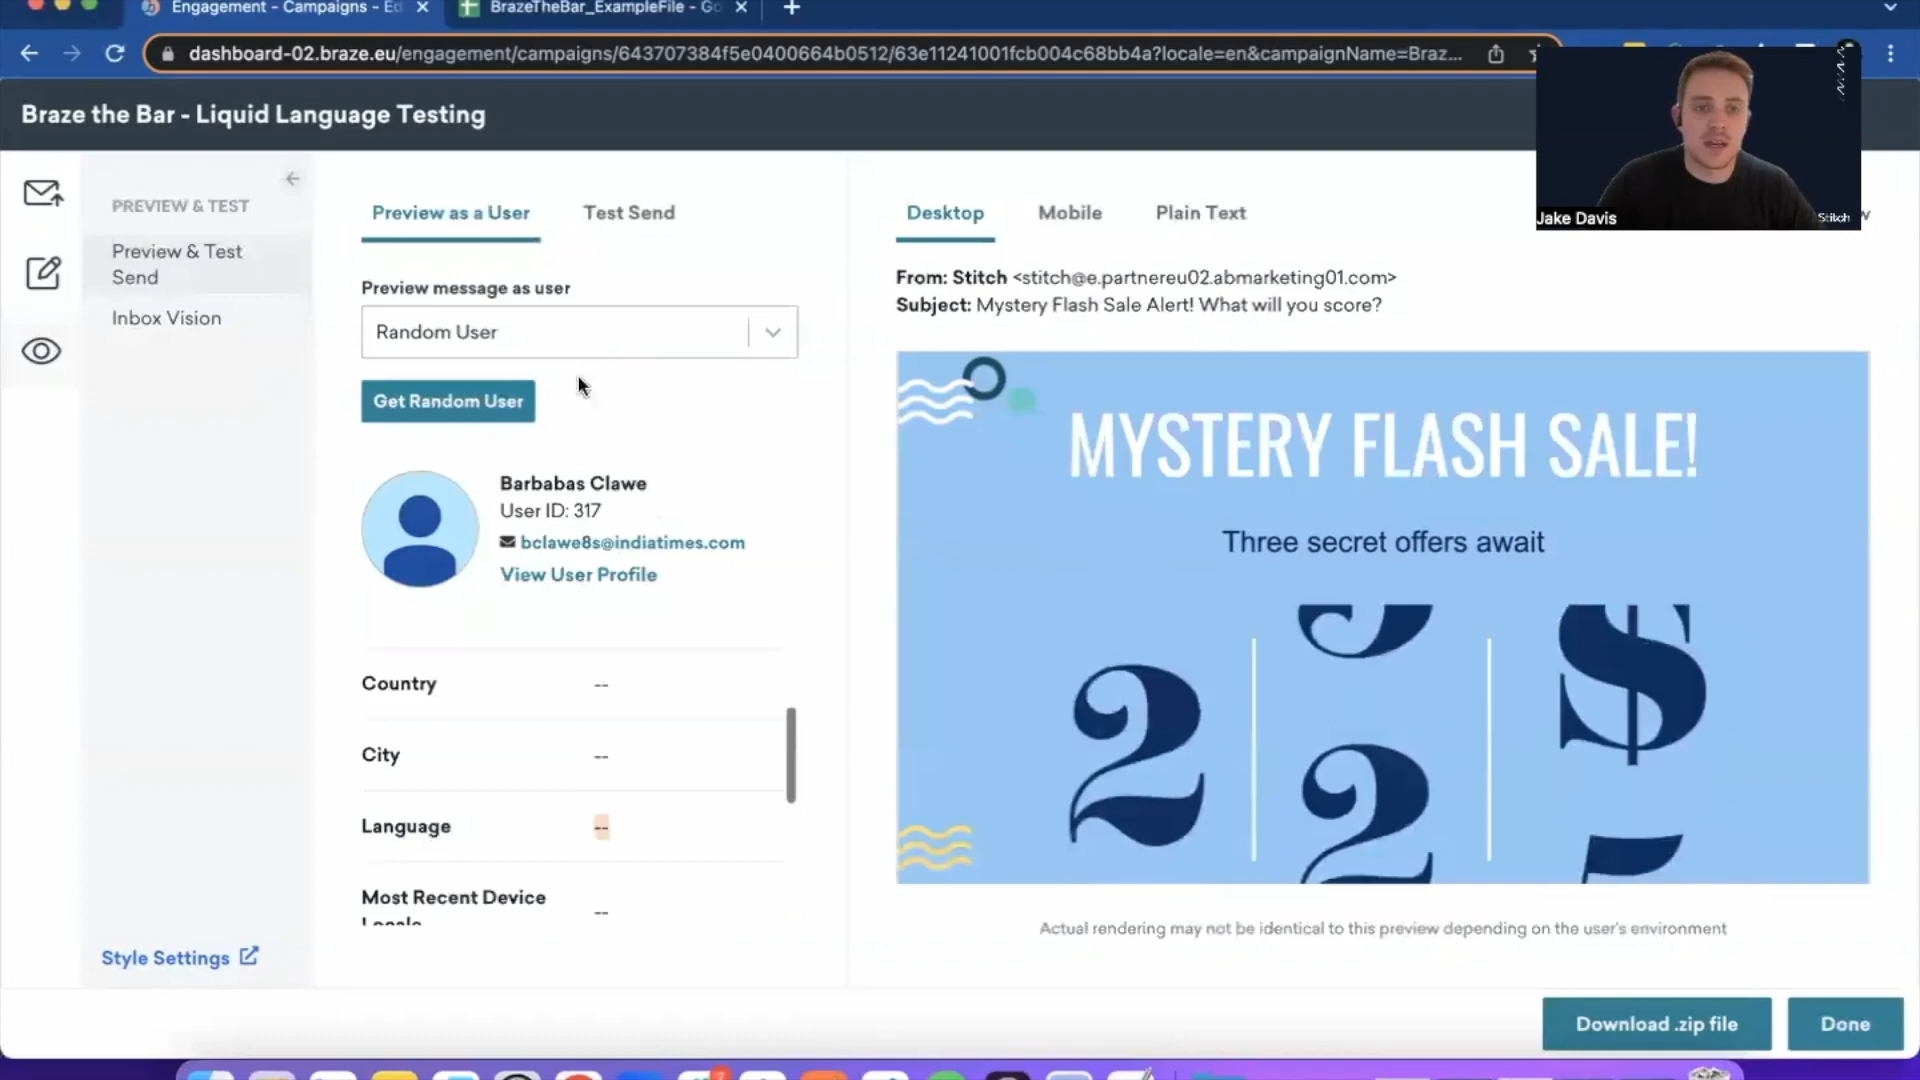 Engagement - Campaigns - Ed
BrazeTheBar_ExampleFile - Go
dashboard-02.braze.eu/engagement/campaigns/643707384f5e0400664b0512/63e11241001fcb004c68bb4a?locale=en&campaignName=Braz...
Braze the Bar - Liquid Language Testing
Jake Davis
Stitch
PREVIEW & TEST
Preview & Test
Send
Inbox Vision
Style Settings
Preview as a User
Test Send
Preview message as user
Random User
Get Random User
Barbabas Clawe
User ID: 317
bclawe8s@indiatimes.com
View User Profile
Country --
City --
Language --
Most Recent Device --
Locale
Desktop
Mobile
Plain Text
From: Stitch <stitch@e.partnereu02.abmarketing01.com>
Subject: Mystery Flash Sale Alert! What will you score?
MYSTERY FLASH SALE!
Three secret offers await
2
2
$
5
Actual rendering may not be identical to this preview depending on the user's environment
Download .zip file
Done